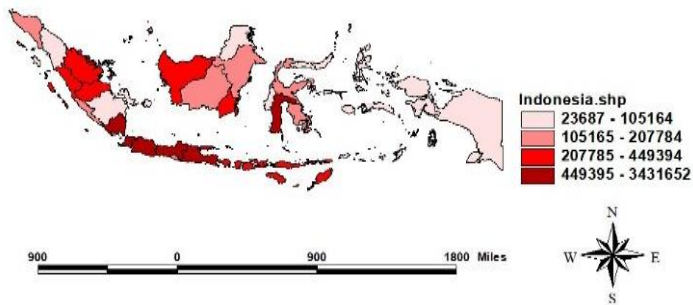 Indonesia.shp
23687 - 105164
105165 - 207784
207785 - 449394
449395 - 3431652
N
W E
S
900 0 900 1800 Miles